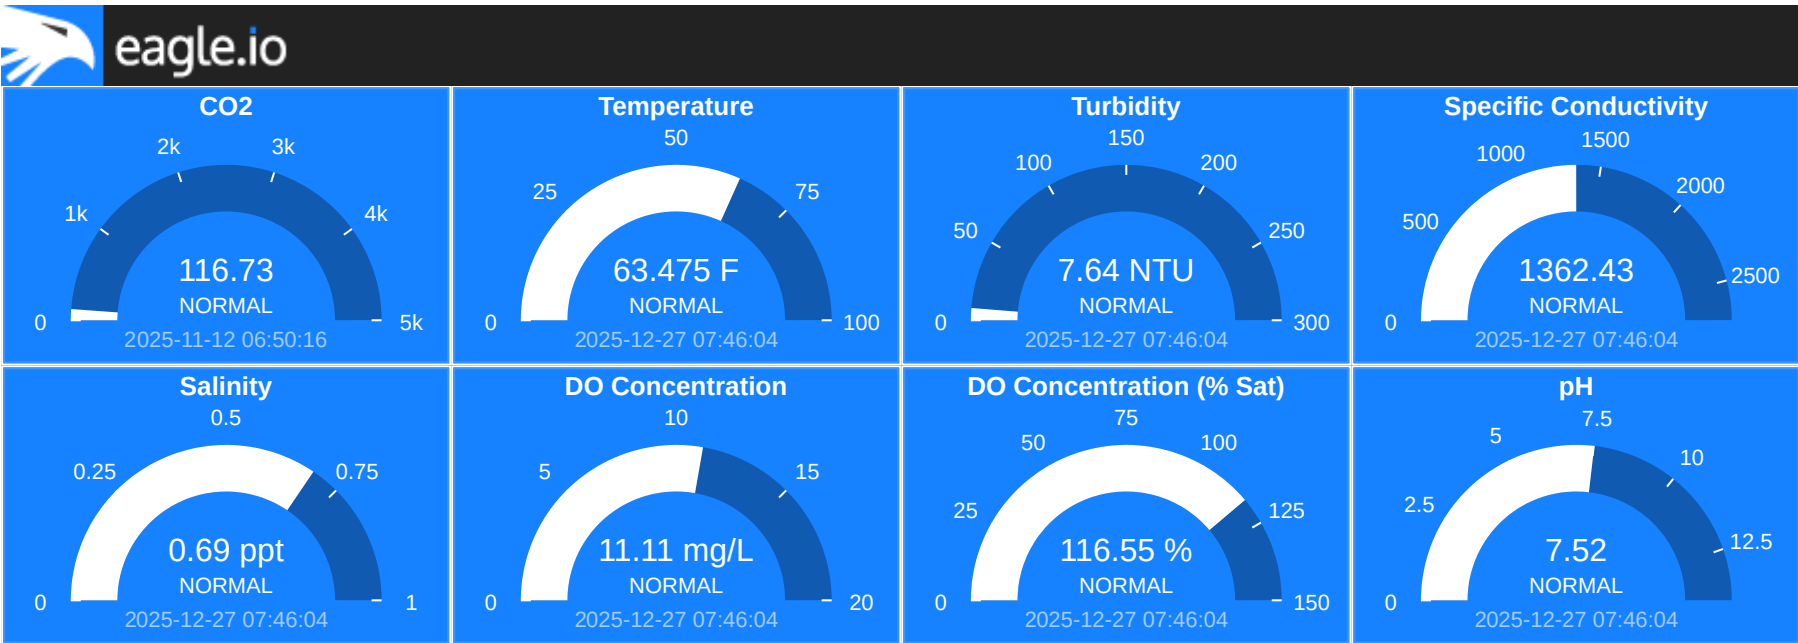 eagle.io
CO2
0
1k
2k
3k
4k
5k
116.73
NORMAL
2025-11-12 06:50:16
Temperature
0
25
50
75
100
63.475 F
NORMAL
2025-12-27 07:46:04
Turbidity
0
50
100
150
200
250
300
7.64 NTU
NORMAL
2025-12-27 07:46:04
Specific Conductivity
0
500
1000
1500
2000
2500
1362.43
NORMAL
2025-12-27 07:46:04
Salinity
0
0.25
0.5
0.75
1
0.69 ppt
NORMAL
2025-12-27 07:46:04
DO Concentration
0
5
10
15
20
11.11 mg/L
NORMAL
2025-12-27 07:46:04
DO Concentration (% Sat)
0
25
50
75
100
125
150
116.55 %
NORMAL
2025-12-27 07:46:04
pH
0
2.5
5
7.5
10
12.5
7.52
NORMAL
2025-12-27 07:46:04